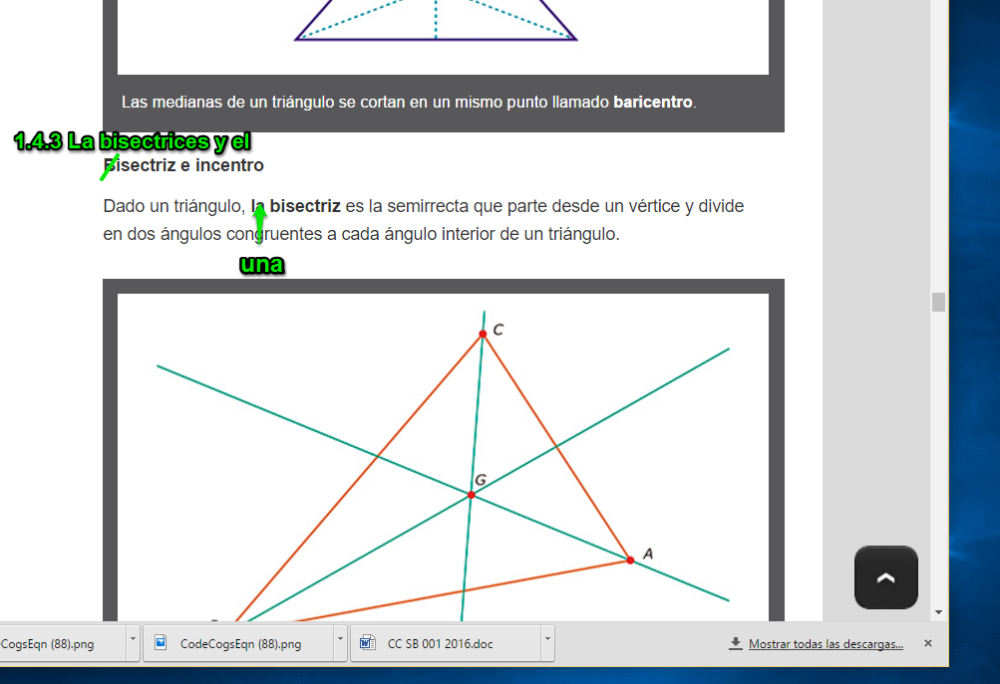 Las medianas de un triángulo se cortan en un mismo punto llamado baricentro.
1.4.3 La bisectrices y el
Bisectriz e incentro
Dado un triángulo, la bisectriz es la semirrecta que parte desde un vértice y divide
en dos ángulos congruentes a cada ángulo interior de un triángulo.
una
C
G
A
CogsEqn (88).png
CodeCogsEqn (88).png
CC SB 001 2016.doc
Mostrar todas las descargas...